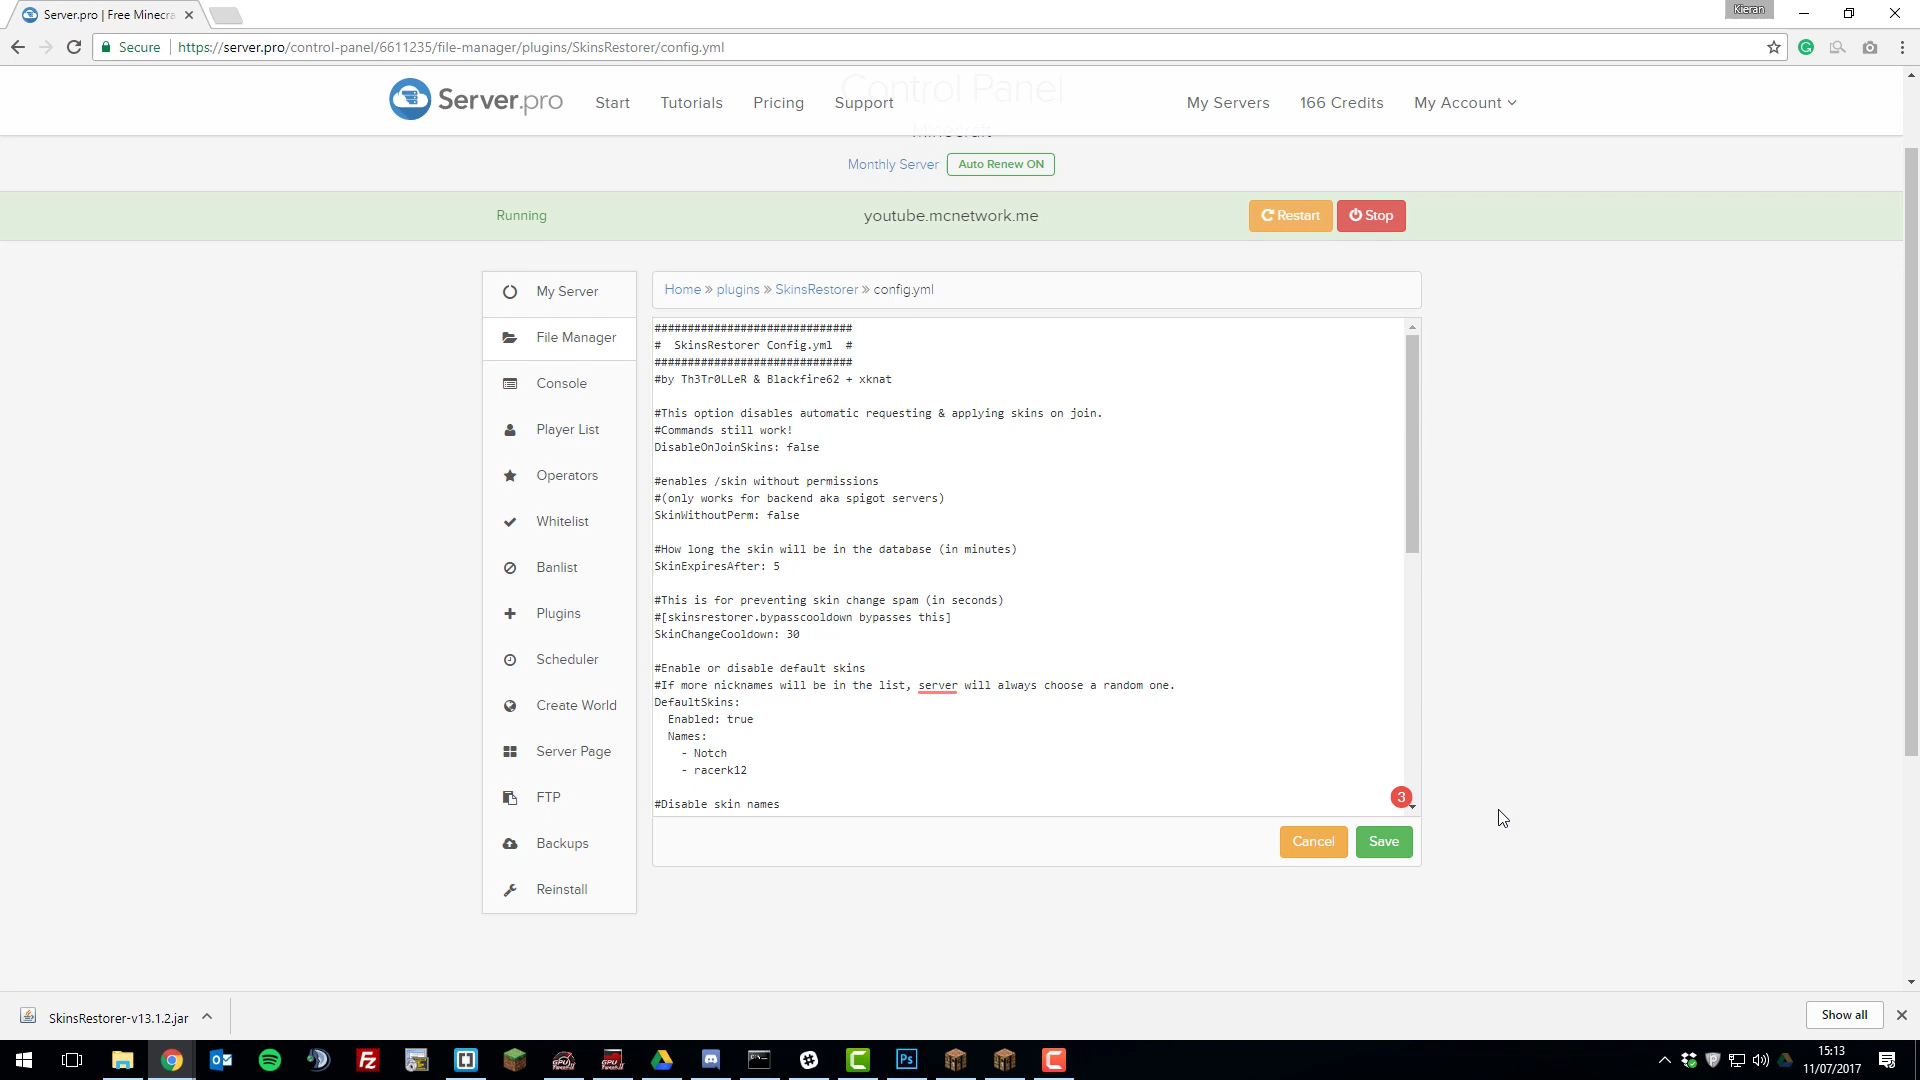 Server.pro | Free Minecra
Kieran
Secure
https://server.pro/control-panel/6611235/file-manager/plugins/SkinsRestorer/config.yml
Control Panel
Server.pro
Start
Tutorials
Pricing
Support
My Servers
166 Credits
My Account
Minecraft
Monthly Server
Auto Renew ON
Running
youtube.mcnetwork.me
Restart
Stop
My Server
File Manager
Console
Player List
Operators
Whitelist
Banlist
Plugins
Scheduler
Create World
Server Page
FTP
Backups
Reinstall
Home » plugins » SkinsRestorer » config.yml
##############################
#  SkinsRestorer Config.yml  #
##############################
#by Th3Tr0LLeR & Blackfire62 + xknat
#This option disables automatic requesting & applying skins on join.
#Commands still work!
DisableOnJoinSkins: false
#enables /skin without permissions
#(only works for backend aka spigot servers)
SkinWithoutPerm: false
#How long the skin will be in the database (in minutes)
SkinExpiresAfter: 5
#This is for preventing skin change spam (in seconds)
#[skinsrestorer.bypasscooldown bypasses this]
SkinChangeCooldown: 30
#Enable or disable default skins
#If more nicknames will be in the list, server will always choose a random one.
DefaultSkins:
  Enabled: true
  Names:
    - Notch
    - racerk12
#Disable skin names
3
Cancel
Save
SkinsRestorer-v13.1.2.jar
Show all
15:13
11/07/2017